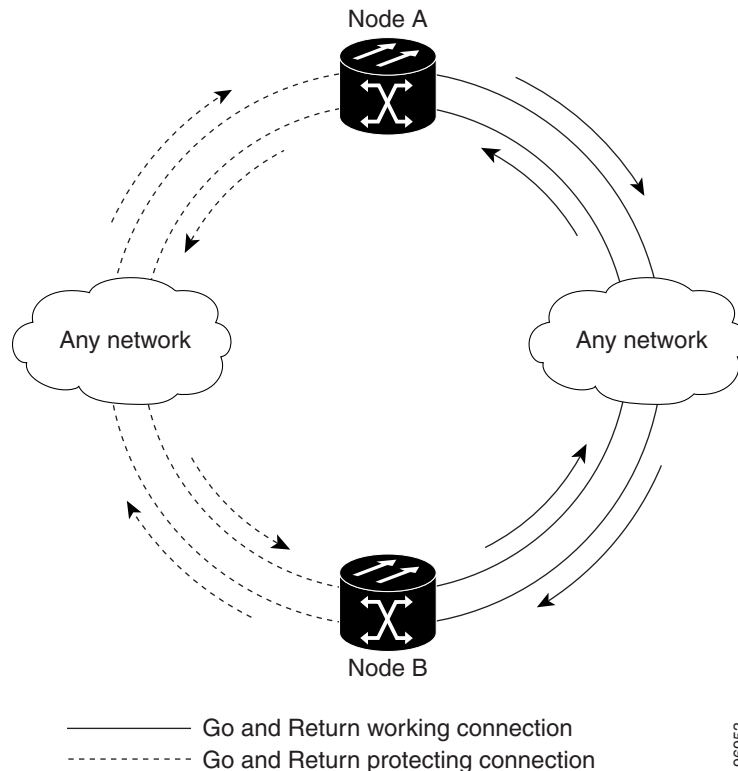 Node A
Any network
Any network
Node B
Go and Return working connection
Go and Return protecting connection